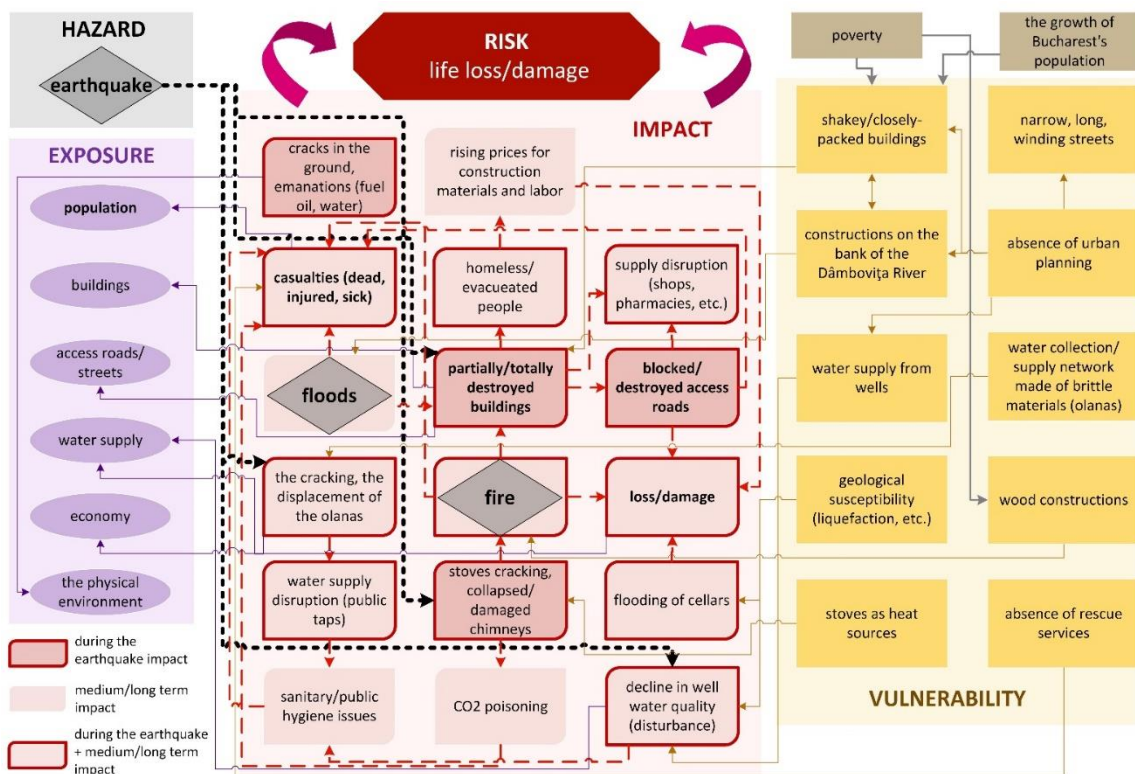 HAZARD
earthquake
RISK
life loss/damage
poverty
the growth of
Bucharest's
population
EXPOSURE
population
buildings
access roads/
streets
water supply
economy
the physical
environment
IMPACT
cracks in the
ground,
emanations (fuel
oil, water)
rising prices for
construction
materials and labor
casualties (dead,
injured, sick)
homeless/
evacueated
people
supply disruption
(shops,
pharmacies, etc.)
floods
partially/totally
destroyed
buildings
blocked/
destroyed access
roads
the cracking, the
displacement of
the olanas
fire
loss/damage
water supply
disruption (public
taps)
stoves cracking,
collapsed/
damaged
chimneys
flooding of cellars
sanitary/public
hygiene issues
CO2 poisoning
decline in well
water quality
(disturbance)
shakey/closely-
packed buildings
narrow, long,
winding streets
constructions on the
bank of the
Dâmbovița River
absence of urban
planning
water supply from
wells
water collection/
supply network
made of brittle
materials (olanas)
geological
susceptibility
(liquefaction, etc.)
wood constructions
stoves as heat
sources
absence of rescue
services
VULNERABILITY
during the
earthquake impact
medium/long term
impact
during the earthquake
+ medium/long term
impact